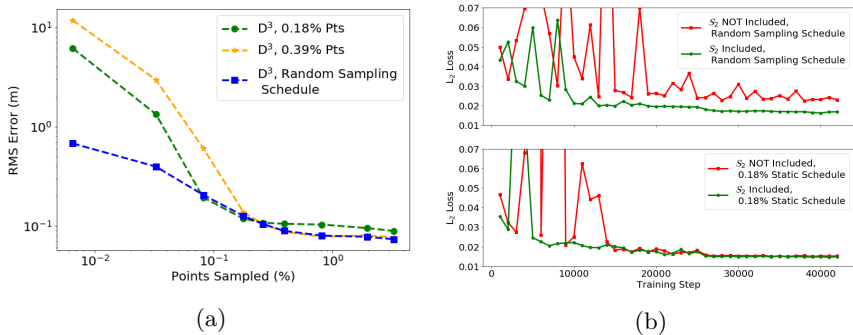 D³, 0.18% Pts
D³, 0.39% Pts
D³, Random Sampling
Schedule
RMS Error (m)
10¹
10⁰
10⁻¹
10⁻²
10⁻¹
10⁰
Points Sampled (%)
(a)
L₂ Loss
0.07
0.06
0.05
0.04
0.03
0.02
0.01
𝒮₂ NOT Included,
Random Sampling Schedule
𝒮₂ Included,
Random Sampling Schedule
L₂ Loss
0.07
0.06
0.05
0.04
0.03
0.02
0.01
𝒮₂ NOT Included,
0.18% Static Schedule
𝒮₂ Included,
0.18% Static Schedule
0
10000
20000
30000
40000
Training Step
(b)